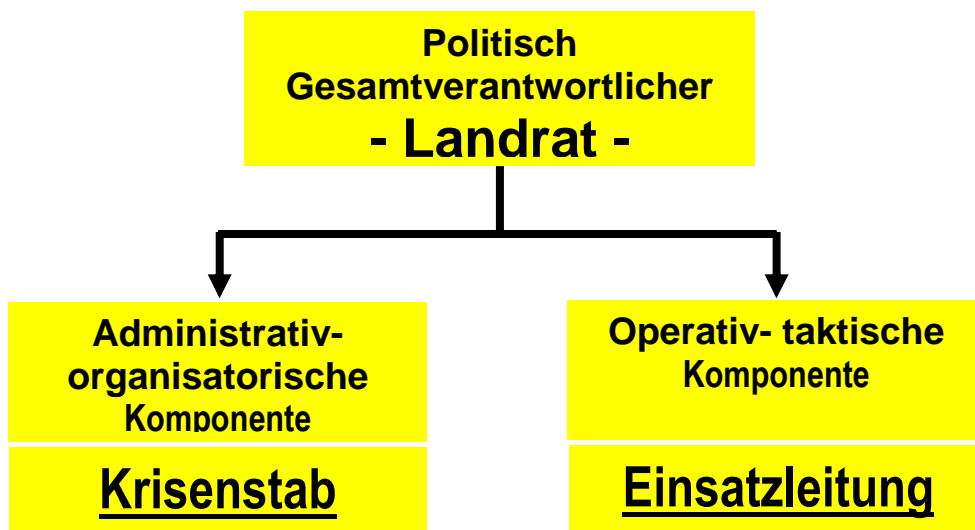 Politisch
Gesamtverantwortlicher
- Landrat -
Administrativ-
organisatorische
Komponente
Krisenstab
Operativ- taktische
Komponente
Einsatzleitung